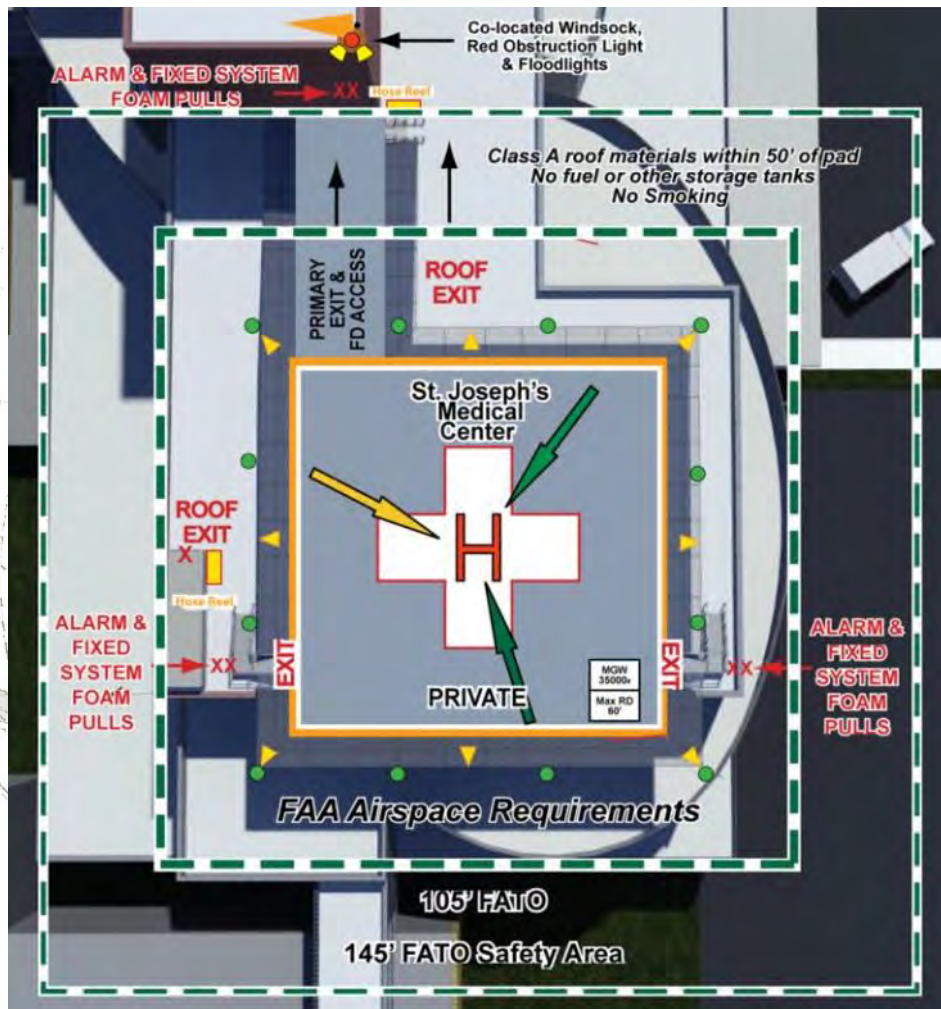 Co-located Windsock,
Red Obstruction Light
& Floodlights
ALARM & FIXED SYSTEM
FOAM PULLS
XX
Hose Reel
Class A roof materials within 50' of pad
No fuel or other storage tanks
No Smoking
PRIMARY
EXIT &
FD ACCESS
ROOF
EXIT
St. Joseph's
Medical
Center
ROOF
EXIT
X
Hose Reel
H
ALARM &
FIXED
SYSTEM
FOAM
PULLS
XX
EXIT
PRIVATE
MGW
35000#
Max RD
60'
EXIT
XX
ALARM &
FIXED
SYSTEM
FOAM
PULLS
FAA Airspace Requirements
105' FATO
145' FATO Safety Area